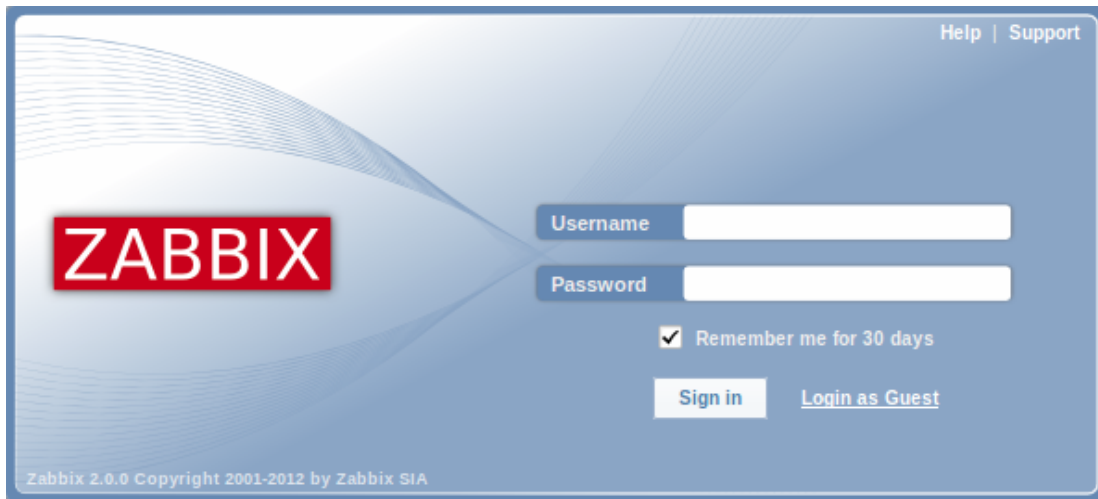 Help | Support
ZABBIX
Username
Password
Remember me for 30 days
Sign in Login as Guest
Zabbix 2.0.0 Copyright 2001-2012 by Zabbix SIA